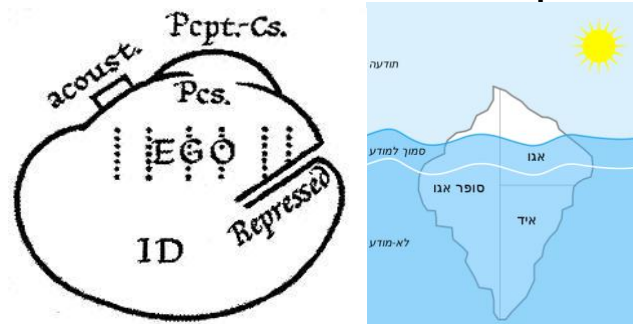 Pcpt.-Cs.
acoust.
Pcs.
EGO
Repressed
ID
תודעה
סמוך למודע
אגו
סופר אגו
איד
לא-מודע